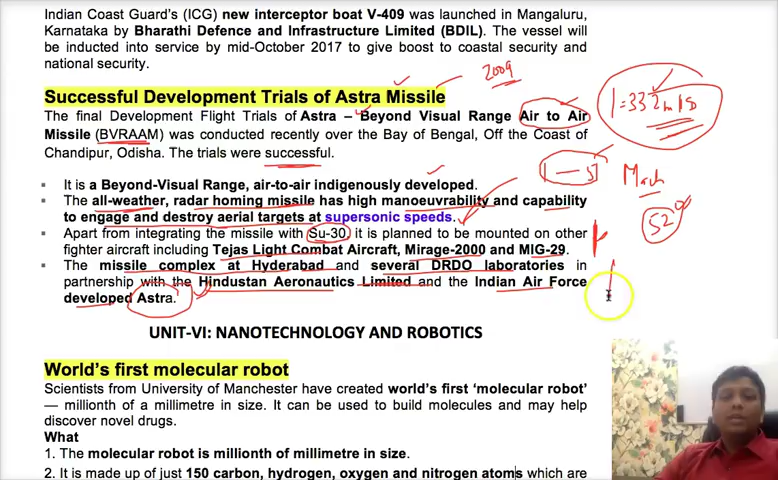 Indian Coast Guard's (ICG) new interceptor boat V-409 was launched in Mangaluru,
Karnataka by Bharathi Defence and Infrastructure Limited (BDIL). The vessel will
be inducted into service by mid-October 2017 to give boost to coastal security and
national security.
2009
Successful Development Trials of Astra Missile
1=332m/s
The final Development Flight Trials of Astra – Beyond Visual Range Air to Air
Missile (BVRAAM) was conducted recently over the Bay of Bengal, Off the Coast of
Chandipur, Odisha. The trials were successful.
Mach
• It is a Beyond-Visual Range, air-to-air indigenously developed.
• The all-weather, radar homing missile has high manoeuvrability and capability
to engage and destroy aerial targets at supersonic speeds.
Apart from integrating the missile with Su-30, it is planned to be mounted on other
fighter aircraft including Tejas Light Combat Aircraft, Mirage-2000 and MIG-29.
• The missile complex at Hyderabad and several DRDO laboratories in
partnership with the Hindustan Aeronautics Limited and the Indian Air Force
developed Astra.
UNIT-VI: NANOTECHNOLOGY AND ROBOTICS
World's first molecular robot
Scientists from University of Manchester have created world's first 'molecular robot'
— millionth of a millimetre in size. It can be used to build molecules and may help
discover novel drugs.
What
1. The molecular robot is millionth of millimetre in size.
2. It is made up of just 150 carbon, hydrogen, oxygen and nitrogen atoms which are